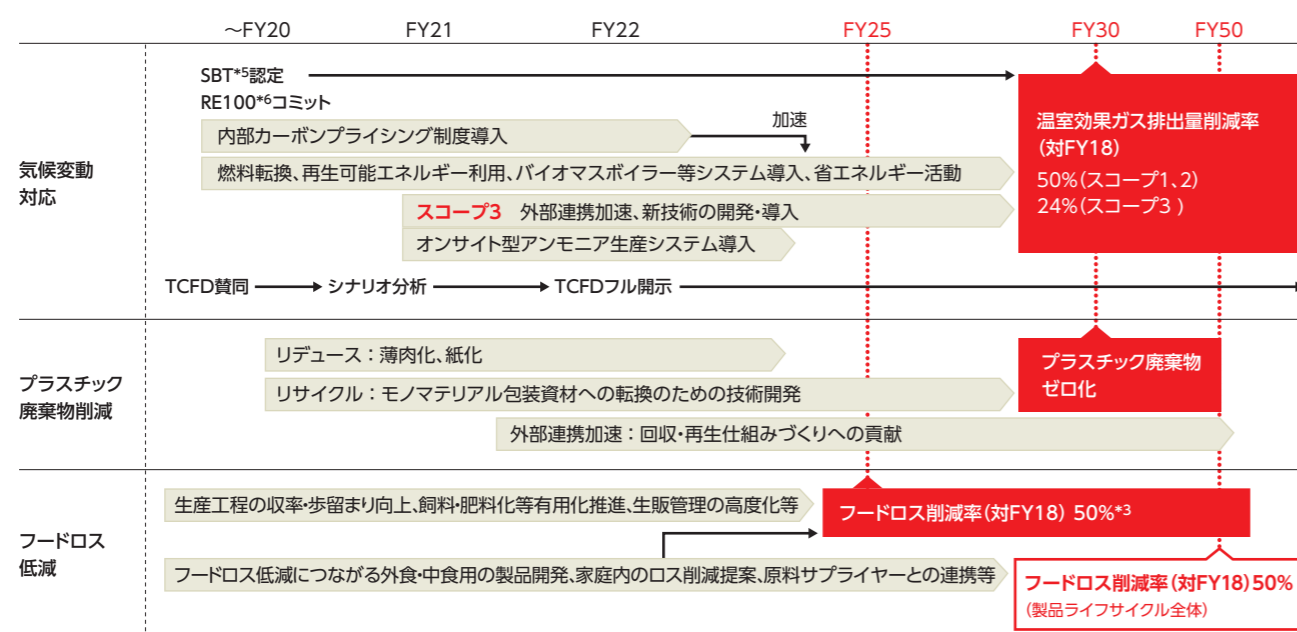 ～FY20 FY21 FY22 FY25 FY30 FY50
気候変動
対応
SBT*5認定
RE100*6コミット
加速
内部カーボンプライシング制度導入
燃料転換、再生可能エネルギー利用、バイオマスボイラー等システム導入、省エネルギー活動
スコープ3 外部連携加速、新技術の開発・導入
オンサイト型アンモニア生産システム導入
TCFD賛同 シナリオ分析 TCFDフル開示
温室効果ガス排出量削減率
(対FY18)
50%(スコープ1、2)
24%(スコープ3 )
プラスチック
廃棄物削減
リデュース：薄肉化、紙化
リサイクル：モノマテリアル包装資材への転換のための技術開発
外部連携加速：回収・再生仕組みづくりへの貢献
プラスチック廃棄物
ゼロ化
フードロス
低減
生産工程の収率・歩留まり向上、飼料・肥料化等有用化推進、生販管理の高度化等
フードロス削減率(対FY18) 50%*3
フードロス低減につながる外食・中食用の製品開発、家庭内のロス削減提案、原料サプライヤーとの連携等
フードロス削減率(対FY18)50%
(製品ライフサイクル全体)